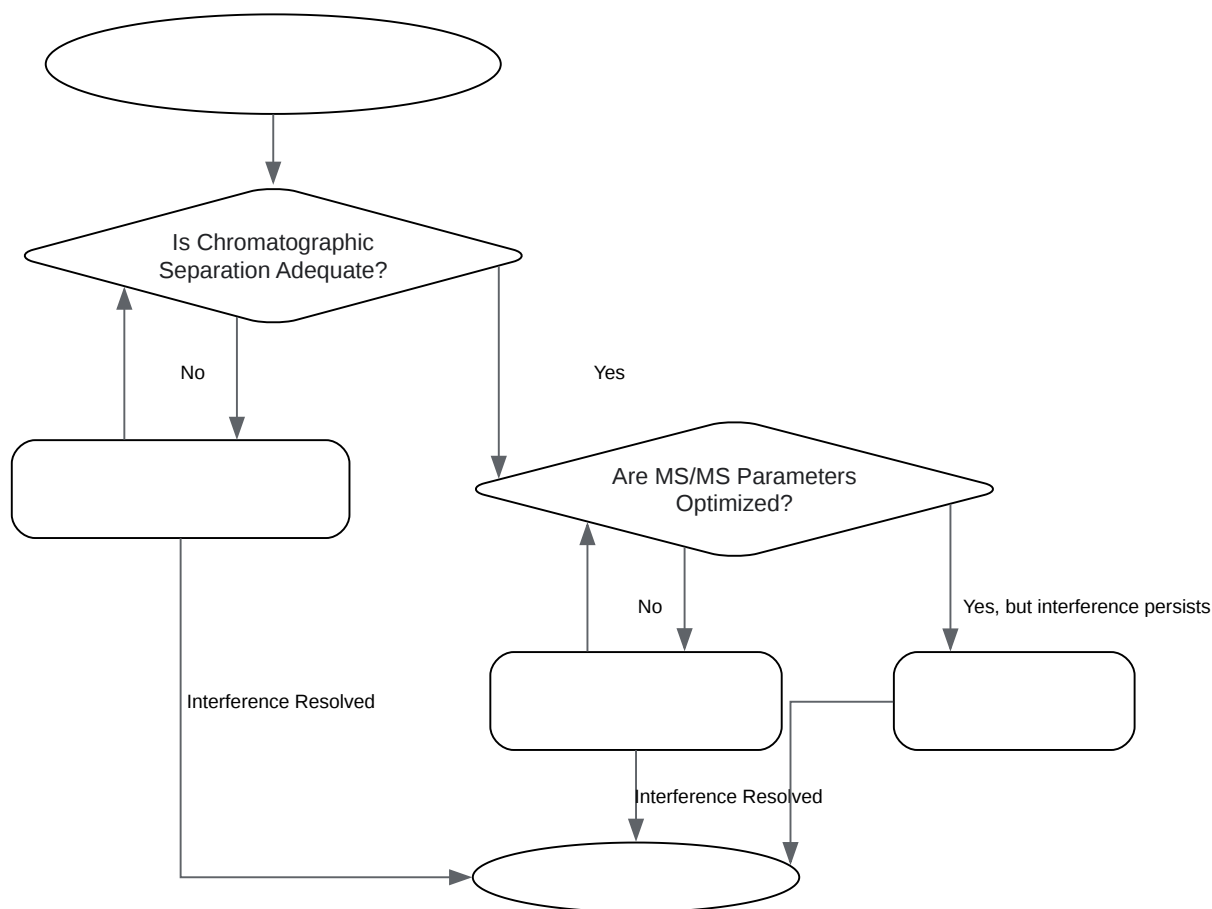 Is Chromatographic
Separation Adequate?
No
Yes
Are MS/MS Parameters
Optimized?
No
Yes, but interference persists
Interference Resolved
Interference Resolved